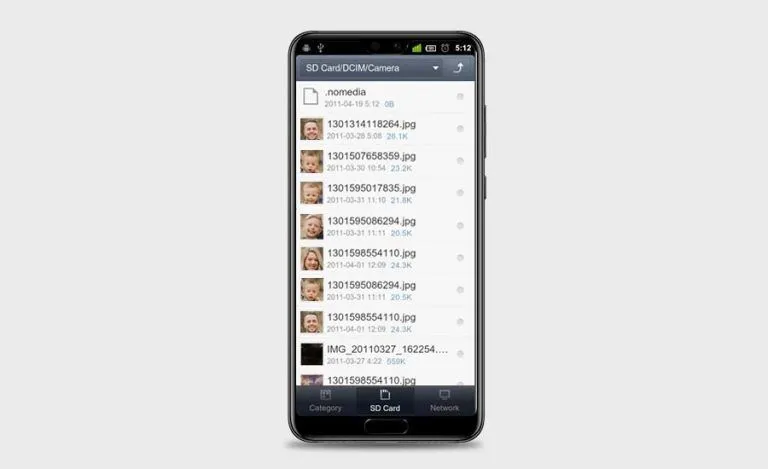 5:12
SD Card/DCIM/Camera
.nomedia
2011-04-19 5:12 0B
1301314118264.jpg
2011-03-28 5:08 26.1K
1301507658359.jpg
2011-03-30 10:54 23.2K
1301595017835.jpg
2011-03-31 11:10 21.8K
1301595086294.jpg
2011-03-31 11:11 20.5K
1301598554110.jpg
2011-04-01 12:09 24.3K
1301595086294.jpg
2011-03-31 11:11 20.5K
1301598554110.jpg
2011-04-01 12:09 24.3K
IMG_20110327_162254....
2011-03-27 4:22 659K
1301598554110.jpg
Category SD Card Network